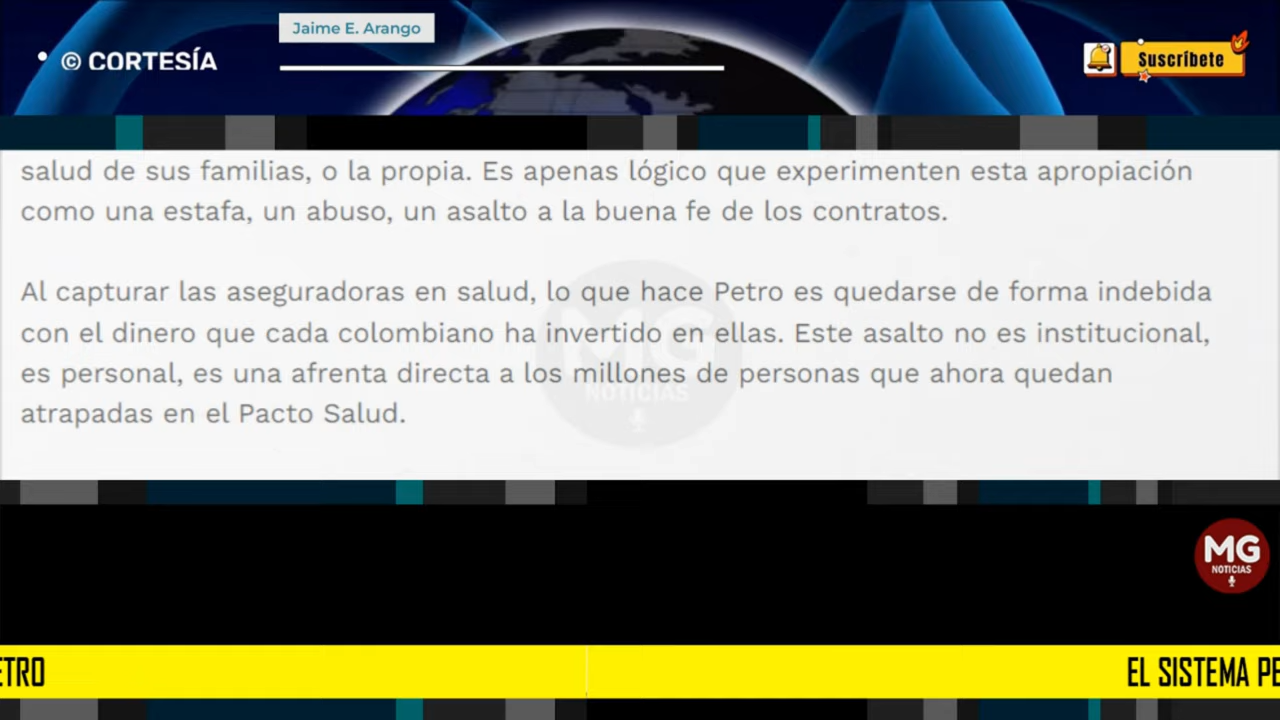 Jaime E. Arango
© CORTESÍA
Suscríbete
salud de sus familias, o la propia. Es apenas lógico que experimenten esta apropiación
como una estafa, un abuso, un asalto a la buena fe de los contratos.
Al capturar las aseguradoras en salud, lo que hace Petro es quedarse de forma indebida
con el dinero que cada colombiano ha invertido en ellas. Este asalto no es institucional,
es personal, es una afrenta directa a los millones de personas que ahora quedan
atrapadas en el Pacto Salud.
MG
NOTICIAS
MG
NOTICIAS
ETRO
EL SISTEMA PE